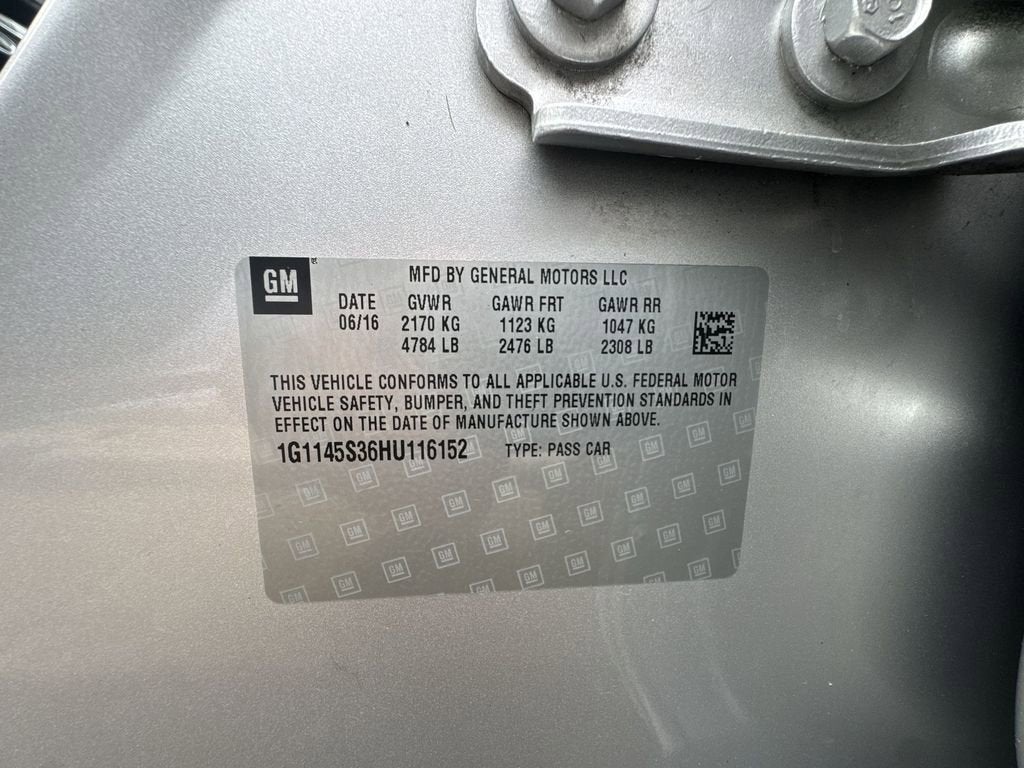 GM
MFD BY GENERAL MOTORS LLC
DATE GVWR GAWR FRT GAWR RR
06/16 2170 KG 1123 KG 1047 KG
4784 LB 2476 LB 2308 LB
THIS VEHICLE CONFORMS TO ALL APPLICABLE U.S. FEDERAL MOTOR
VEHICLE SAFETY, BUMPER, AND THEFT PREVENTION STANDARDS IN
EFFECT ON THE DATE OF MANUFACTURE SHOWN ABOVE.
1G1145S36HU116152 TYPE: PASS CAR